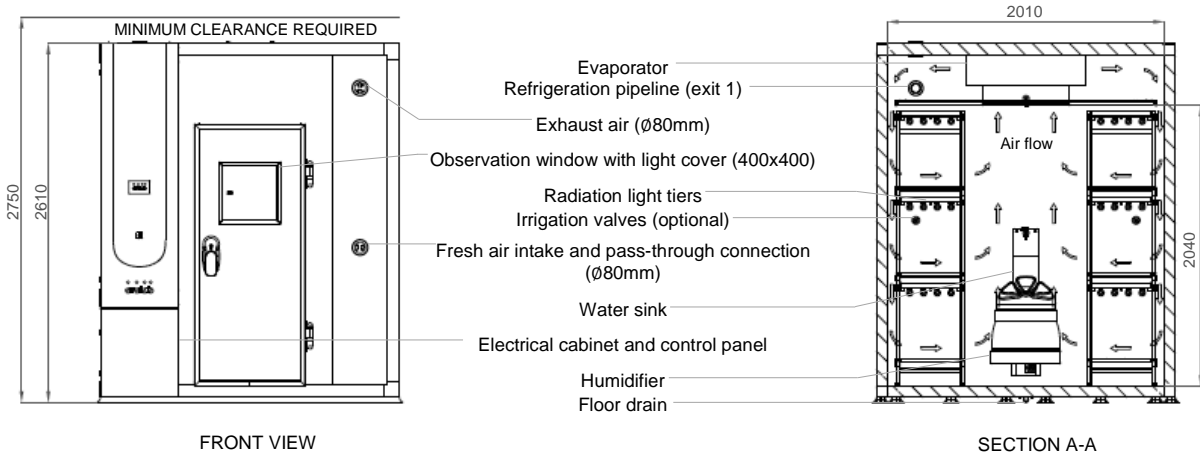 MINIMUM CLEARANCE REQUIRED
2750
2610
Evaporator
Refrigeration pipeline (exit 1)
Exhaust air (Ø80mm)
Observation window with light cover (400x400)
Radiation light tiers
Irrigation valves (optional)
Fresh air intake and pass-through connection
(Ø80mm)
Water sink
Electrical cabinet and control panel
Humidifier
Floor drain
2010
Air flow
2040
FRONT VIEW
SECTION A-A